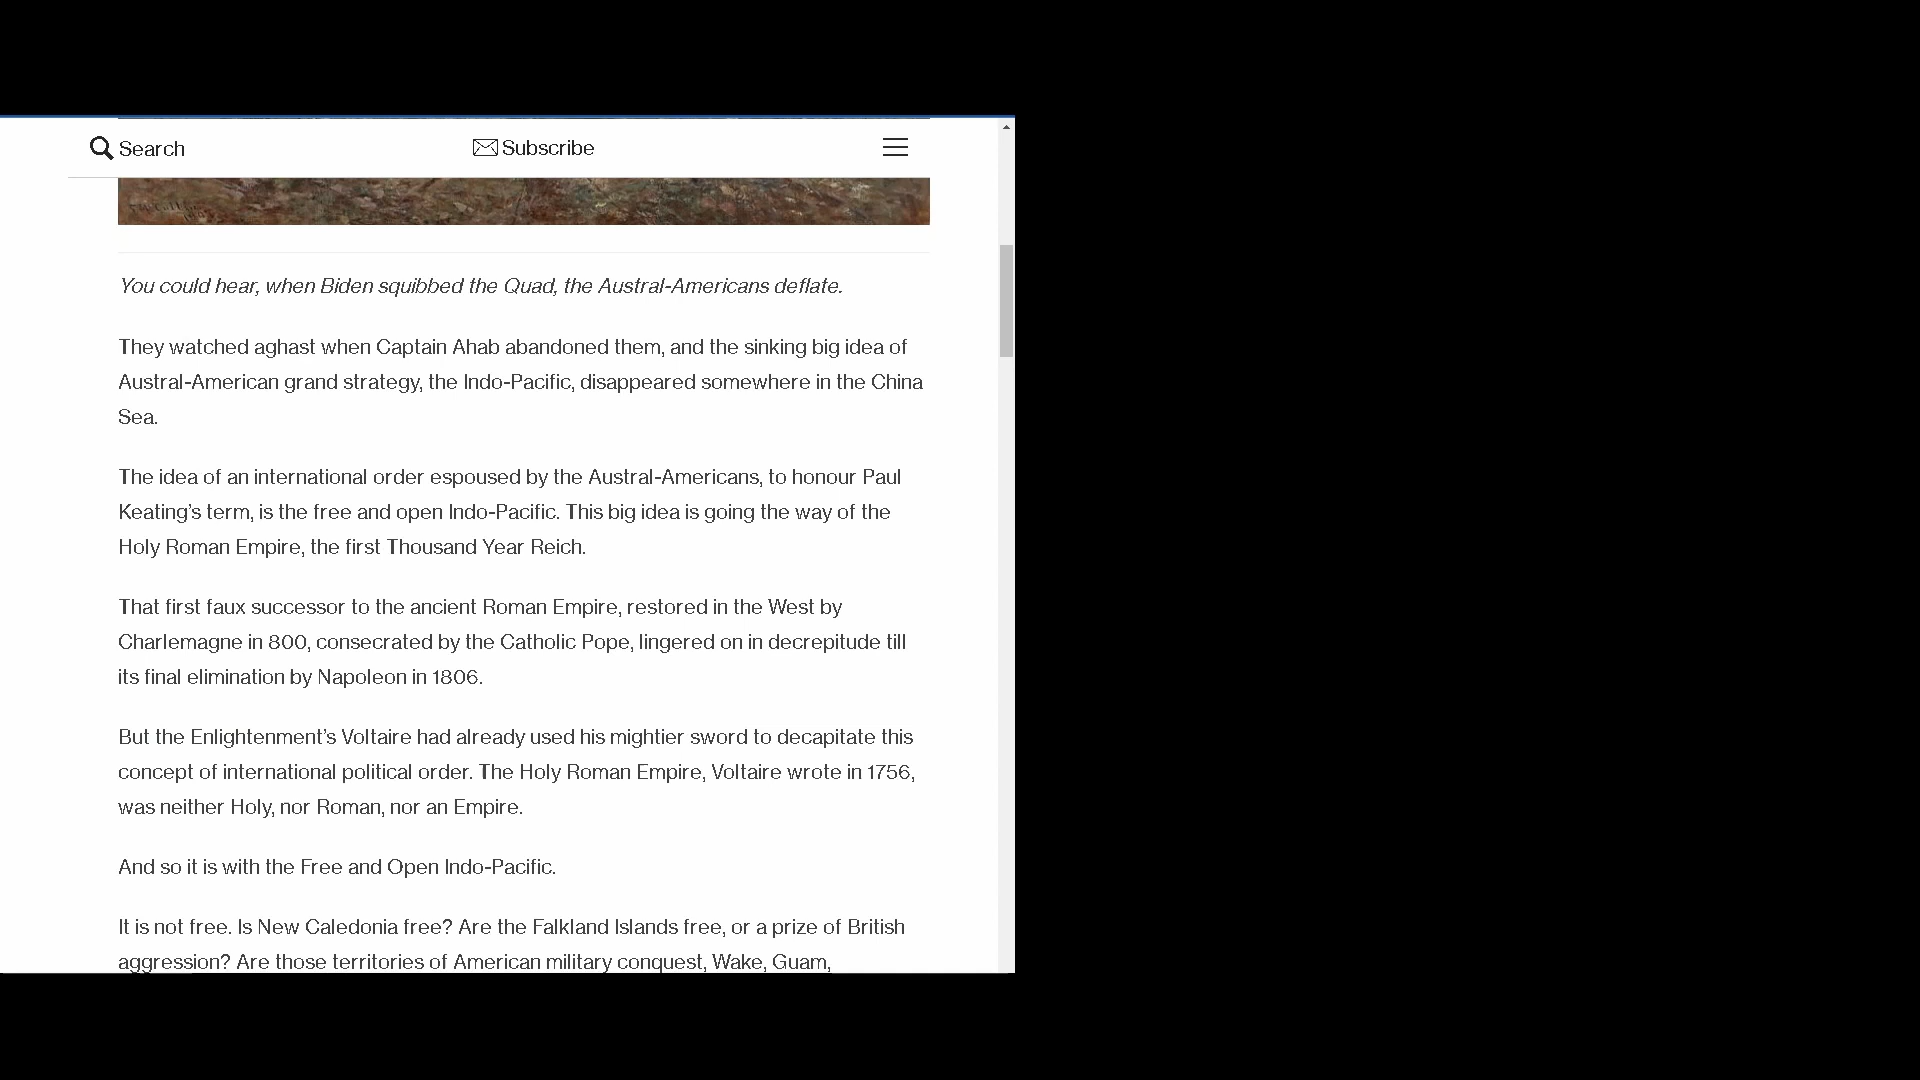 Search
Subscribe
You could hear, when Biden squibbed the Quad, the Austral-Americans deflate.
They watched aghast when Captain Ahab abandoned them, and the sinking big idea of
Austral-American grand strategy, the Indo-Pacific, disappeared somewhere in the China
Sea.
The idea of an international order espoused by the Austral-Americans, to honour Paul
Keating’s term, is the free and open Indo-Pacific. This big idea is going the way of the
Holy Roman Empire, the first Thousand Year Reich.
That first faux successor to the ancient Roman Empire, restored in the West by
Charlemagne in 800, consecrated by the Catholic Pope, lingered on in decrepitude till
its final elimination by Napoleon in 1806.
But the Enlightenment’s Voltaire had already used his mightier sword to decapitate this
concept of international political order. The Holy Roman Empire, Voltaire wrote in 1756,
was neither Holy, nor Roman, nor an Empire.
And so it is with the Free and Open Indo-Pacific.
It is not free. Is New Caledonia free? Are the Falkland Islands free, or a prize of British
aggression? Are those territories of American military conquest, Wake, Guam,